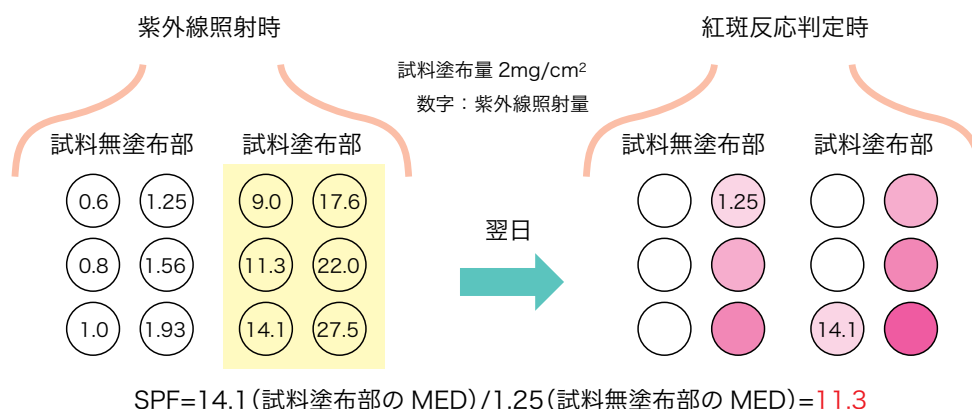 紫外線照射時
紅斑反応判定時
試料塗布量 2mg/cm²
数字：紫外線照射量
試料無塗布部 試料塗布部
試料無塗布部 試料塗布部
0.6 1.25 9.0 17.6
1.25
翌日
0.8 1.56 11.3 22.0
1.0 1.93 14.1 27.5
14.1
SPF=14.1(試料塗布部の MED)/1.25(試料無塗布部の MED)=11.3